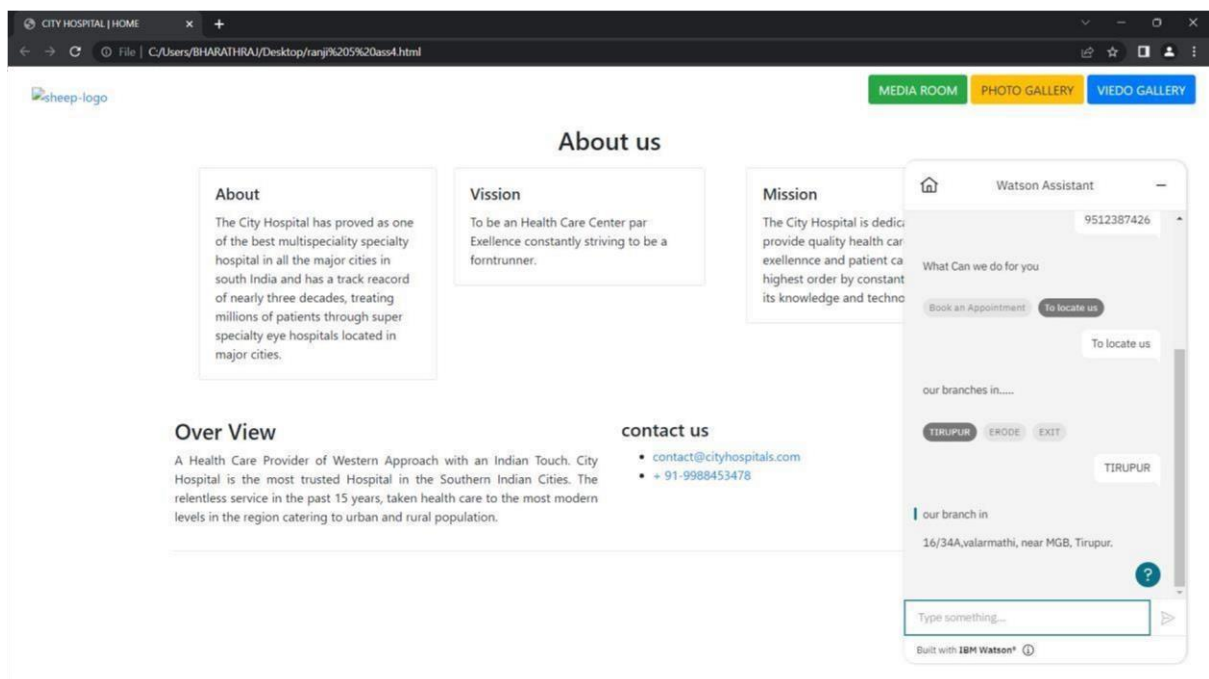 CITY HOSPITAL | HOME
File | C:/Users/BHARATHRAJ/Desktop/ranji%205%20ass4.html
sheep-logo
MEDIA ROOM
PHOTO GALLERY
VIEDO GALLERY
About us
About
The City Hospital has proved as one
of the best multispeciality specialty
hospital in all the major cities in
south India and has a track reacord
of nearly three decades, treating
millions of patients through super
specialty eye hospitals located in
major cities.
Vission
To be an Health Care Center par
Exellence constantly striving to be a
forntrunner.
Mission
The City Hospital is dedica
provide quality health car
exellennce and patient ca
highest order by constant
its knowledge and techno
Over View
A Health Care Provider of Western Approach with an Indian Touch. City
Hospital is the most trusted Hospital in the Southern Indian Cities. The
relentless service in the past 15 years, taken health care to the most modern
levels in the region catering to urban and rural population.
contact us
contact@cityhospitals.com
+ 91-9988453478
Watson Assistant
9512387426
What Can we do for you
Book an Appointment
To locate us
To locate us
our branches in.....
TIRUPUR
ERODE
EXIT
TIRUPUR
our branch in
16/34A,valarmathi, near MGB, Tirupur.
?
Type something...
Built with IBM Watson®